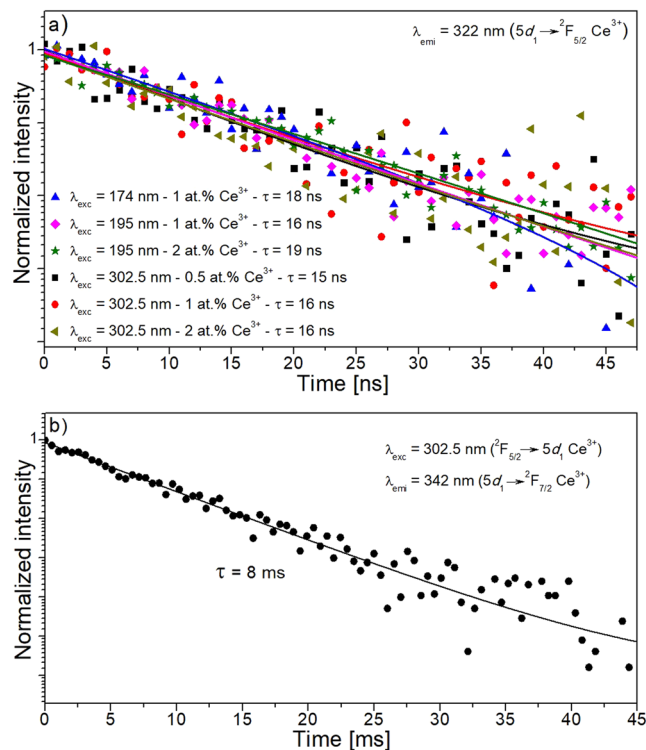 a)
λemi = 322 nm (5d1→²F5/2 Ce³⁺)
1
Normalized intensity
λexc = 174 nm - 1 at.% Ce³⁺ - τ = 18 ns
λexc = 195 nm - 1 at.% Ce³⁺ - τ = 16 ns
λexc = 195 nm - 2 at.% Ce³⁺ - τ = 19 ns
λexc = 302.5 nm - 0.5 at.% Ce³⁺ - τ = 15 ns
λexc = 302.5 nm - 1 at.% Ce³⁺ - τ = 16 ns
λexc = 302.5 nm - 2 at.% Ce³⁺ - τ = 16 ns
0 5 10 15 20 25 30 35 40 45
Time [ns]
b)
λexc = 302.5 nm (²F5/2→ 5d1 Ce³⁺)
λemi = 342 nm (5d1→²F7/2 Ce³⁺)
1
Normalized intensity
τ = 8 ms
0 5 10 15 20 25 30 35 40 45
Time [ms]